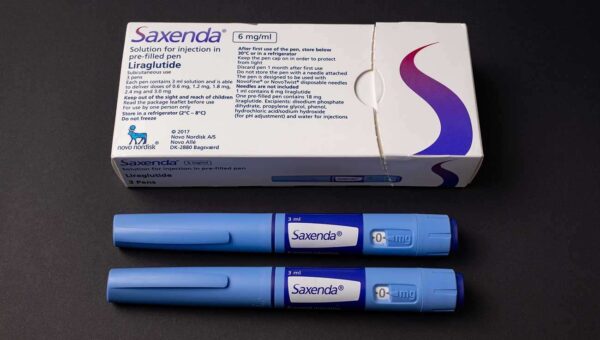 Saxenda®
6 mg/ml
Solution for injection in
pre-filled pen
Liraglutide
Subcutaneous use
3 pens
Each pen contains 3 ml solution and is able
to deliver doses of 0.6 mg, 1.2 mg, 1.8 mg,
2.4 mg and 3.0 mg
Keep out of the sight and reach of children
Read the package leaflet before use
For use by one person only
Store in a refrigerator (2°C – 8°C)
Do not freeze
novo nordisk®
© 2017
Novo Nordisk A/S
Novo Allé
DK-2880 Bagsværd
After first use of the pen, store below
30°C or in a refrigerator
Keep the pen cap on in order to protect
from light
Discard pen 1 month after first use
Do not store the pen with a needle attached
The pen is designed to be used with
NovoFine® or NovoTwist® disposable needles
Needles are not included
1 ml contains 6 mg liraglutide
One pre-filled pen contains 18 mg
liraglutide. Excipients: disodium phosphate
dihydrate, propylene glycol, phenol,
hydrochloric acid/sodium hydroxide
(for pH adjustment) and water for injections
Saxenda®
6 mg/ml
Solution for injection in pre-filled pen
Liraglutide
3 Pens
3 ml
Saxenda®
0 mg
3 ml
Saxenda®
0 mg